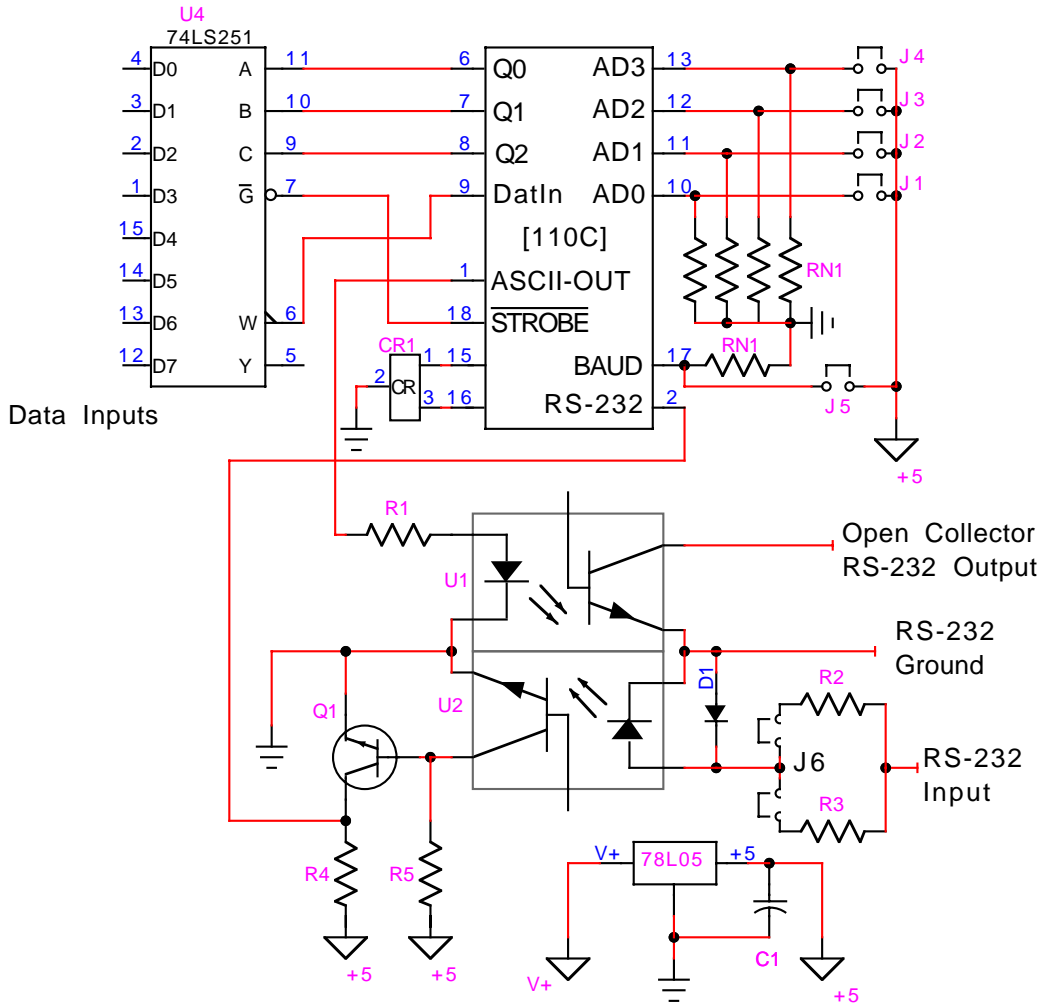 U4
74LS251
4 D0 A 11
3 D1 B 10
2 D2 C 9
1 D3 G 7
15 D4
14 D5
13 D6 W 6
12 D7 Y 5
Data Inputs
6 Q0 AD3 13
7 Q1 AD2 12
8 Q2 AD1 11
9 DatIn AD0 10
[110C]
1 ASCII-OUT
18 STROBE
15 BAUD 17
16 RS-232 2
CR1
1
2 CR
3
J4
J3
J2
J1
RN1
RN1
J5
+5
R1
U1
Open Collector
RS-232 Output
RS-232
Ground
U2
D1
R2
Q1
J6
RS-232
Input
R3
R4
R5
+5
+5
V+ 78L05 +5
C1
V+
+5